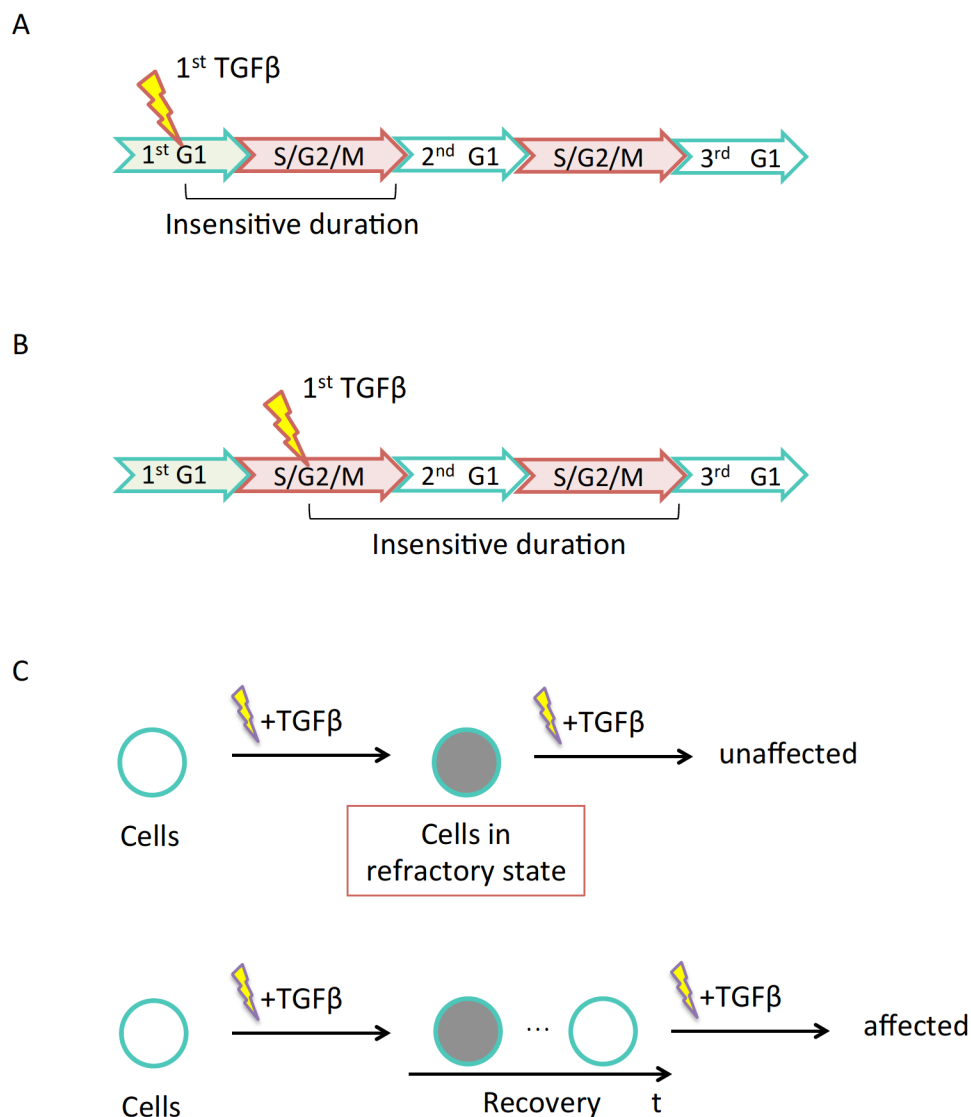 A
1st TGFβ
1st G1 S/G2/M 2nd G1 S/G2/M 3rd G1
Insensitive duration
B
1st TGFβ
1st G1 S/G2/M 2nd G1 S/G2/M 3rd G1
Insensitive duration
C
+TGFβ +TGFβ
unaffected
Cells
Cells in
refractory state
+TGFβ ... +TGFβ
affected
Cells
Recovery t